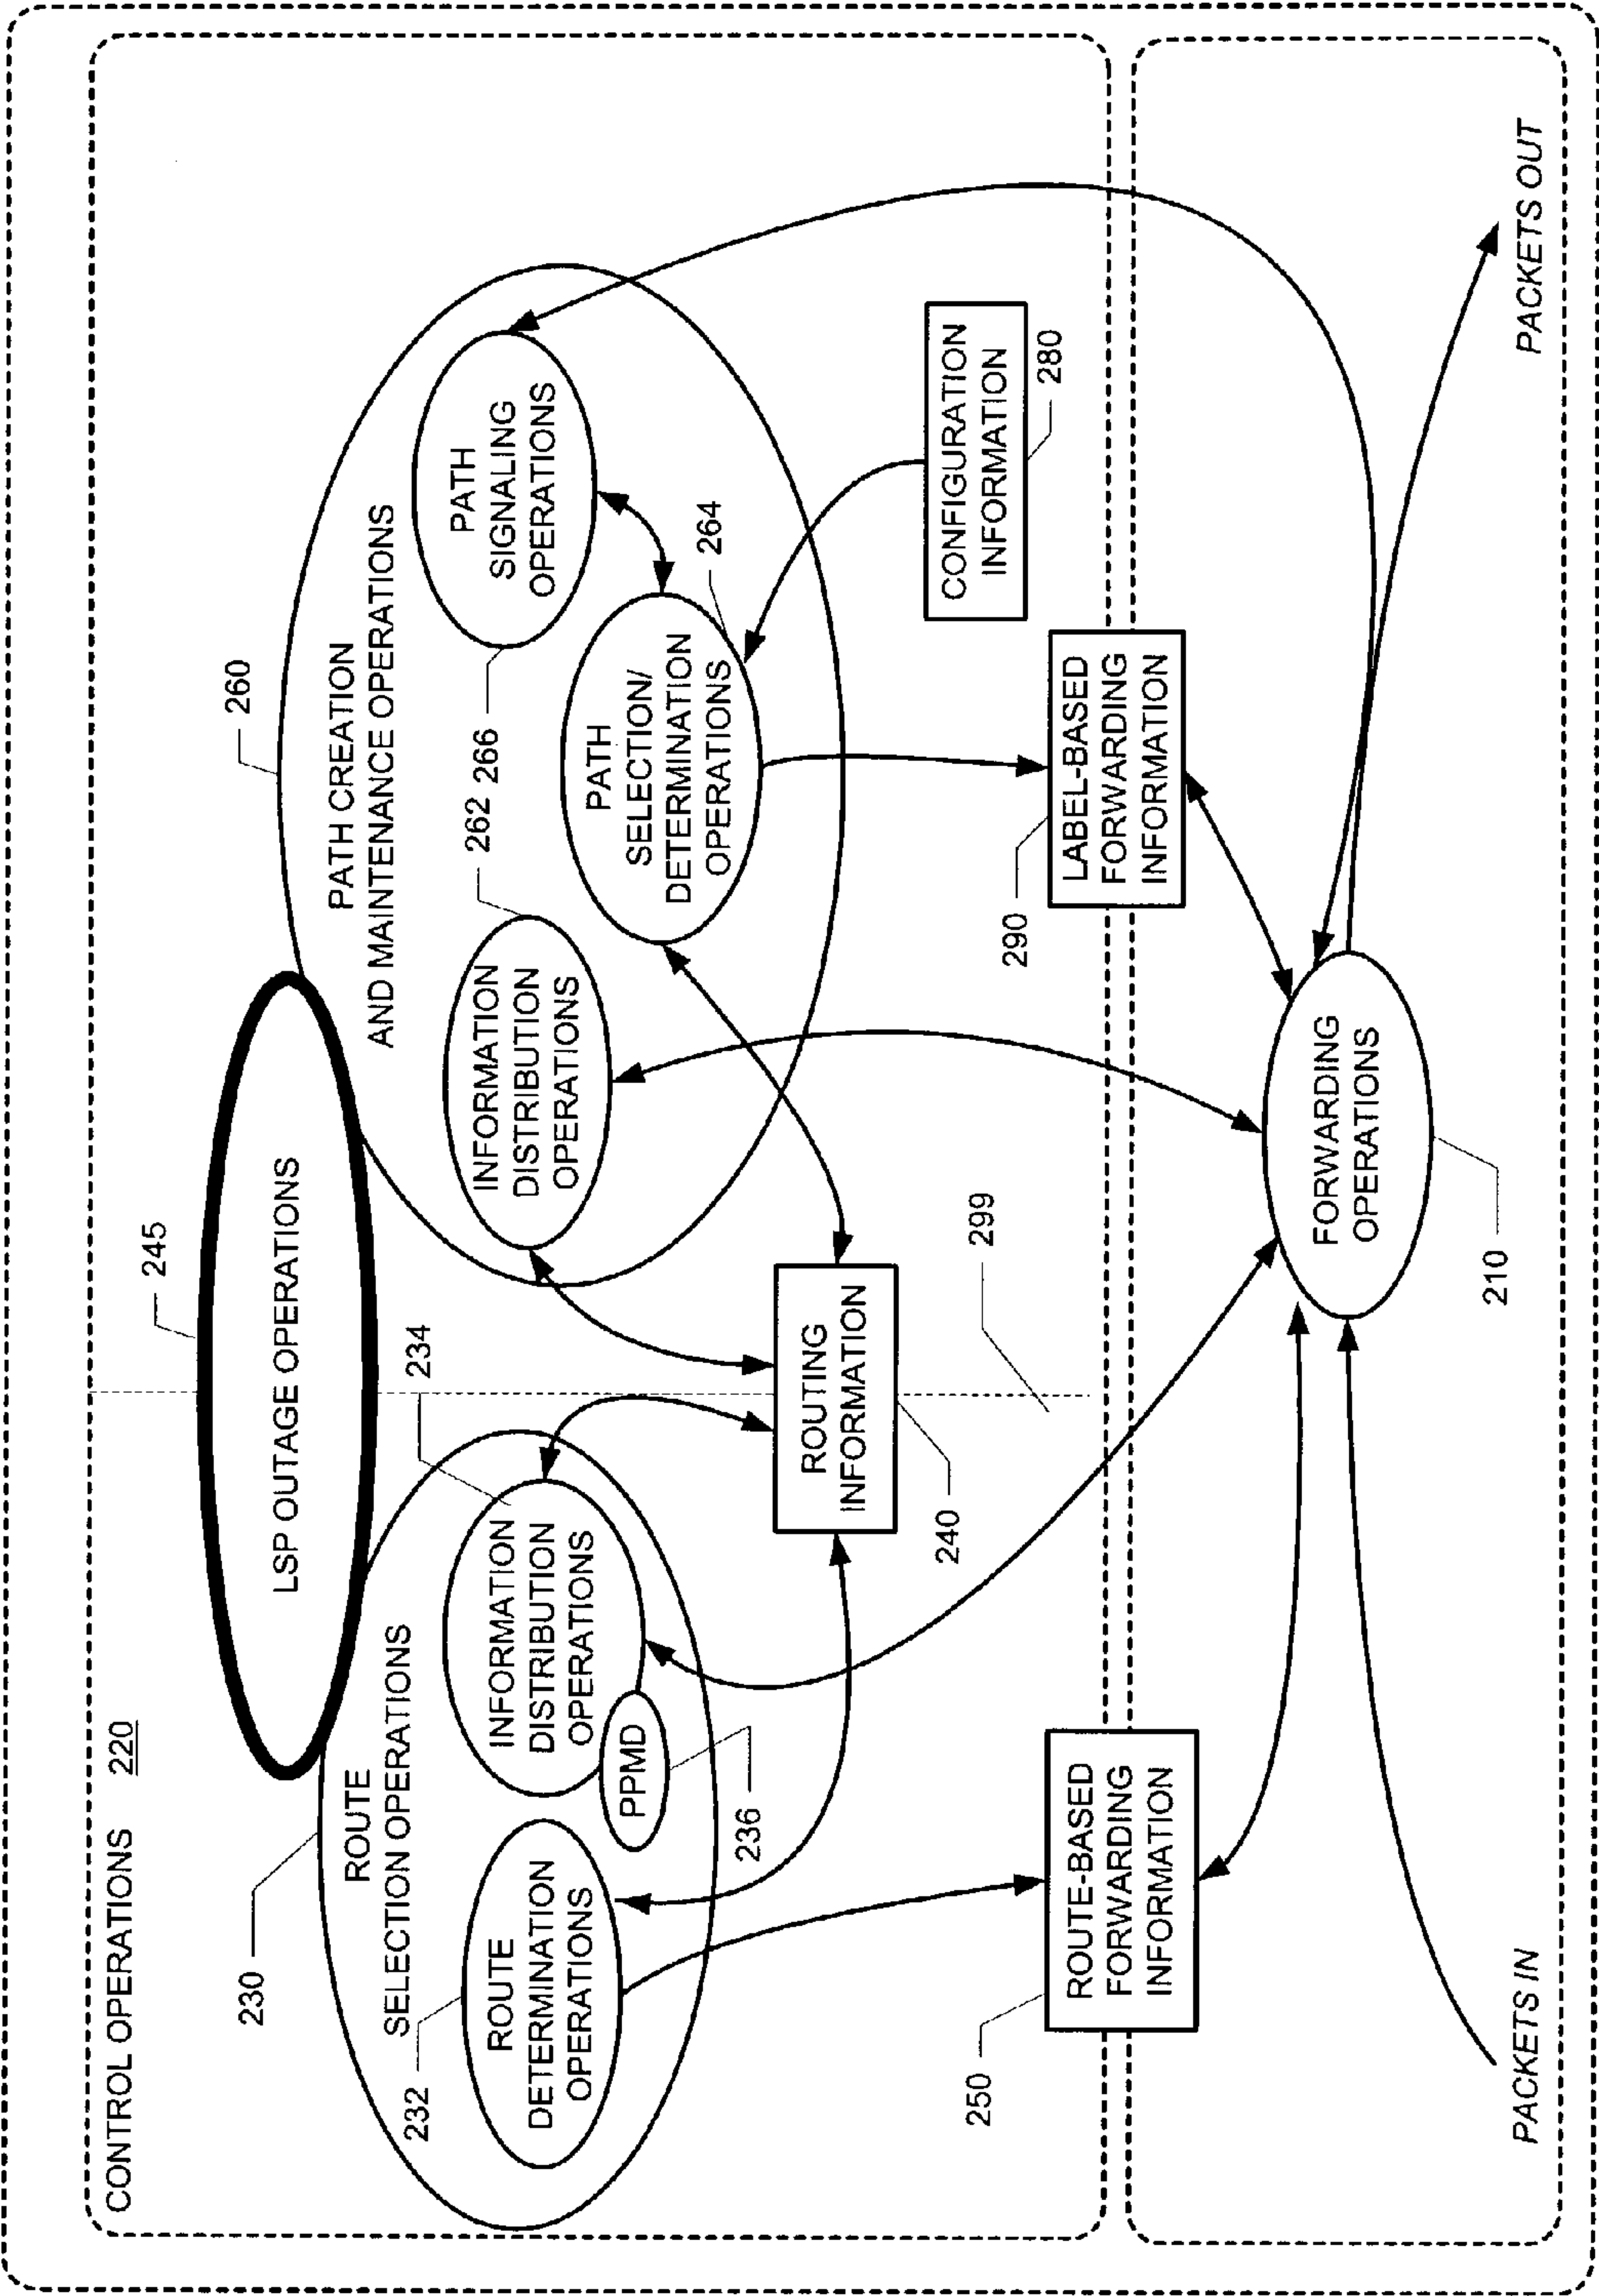 CONTROL OPERATIONS 220
245
LSP OUTAGE OPERATIONS
230
ROUTE
SELECTION OPERATIONS
232
ROUTE
DETERMINATION
OPERATIONS
234
INFORMATION
DISTRIBUTION
OPERATIONS
PPMD
236
260
PATH CREATION
AND MAINTENANCE OPERATIONS
262
INFORMATION
DISTRIBUTION
OPERATIONS
266
PATH
SIGNALING
OPERATIONS
264
PATH
SELECTION/
DETERMINATION
OPERATIONS
ROUTING
INFORMATION
240
299
CONFIGURATION
INFORMATION
280
250
ROUTE-BASED
FORWARDING
INFORMATION
290
LABEL-BASED
FORWARDING
INFORMATION
FORWARDING
OPERATIONS
210
PACKETS IN
PACKETS OUT